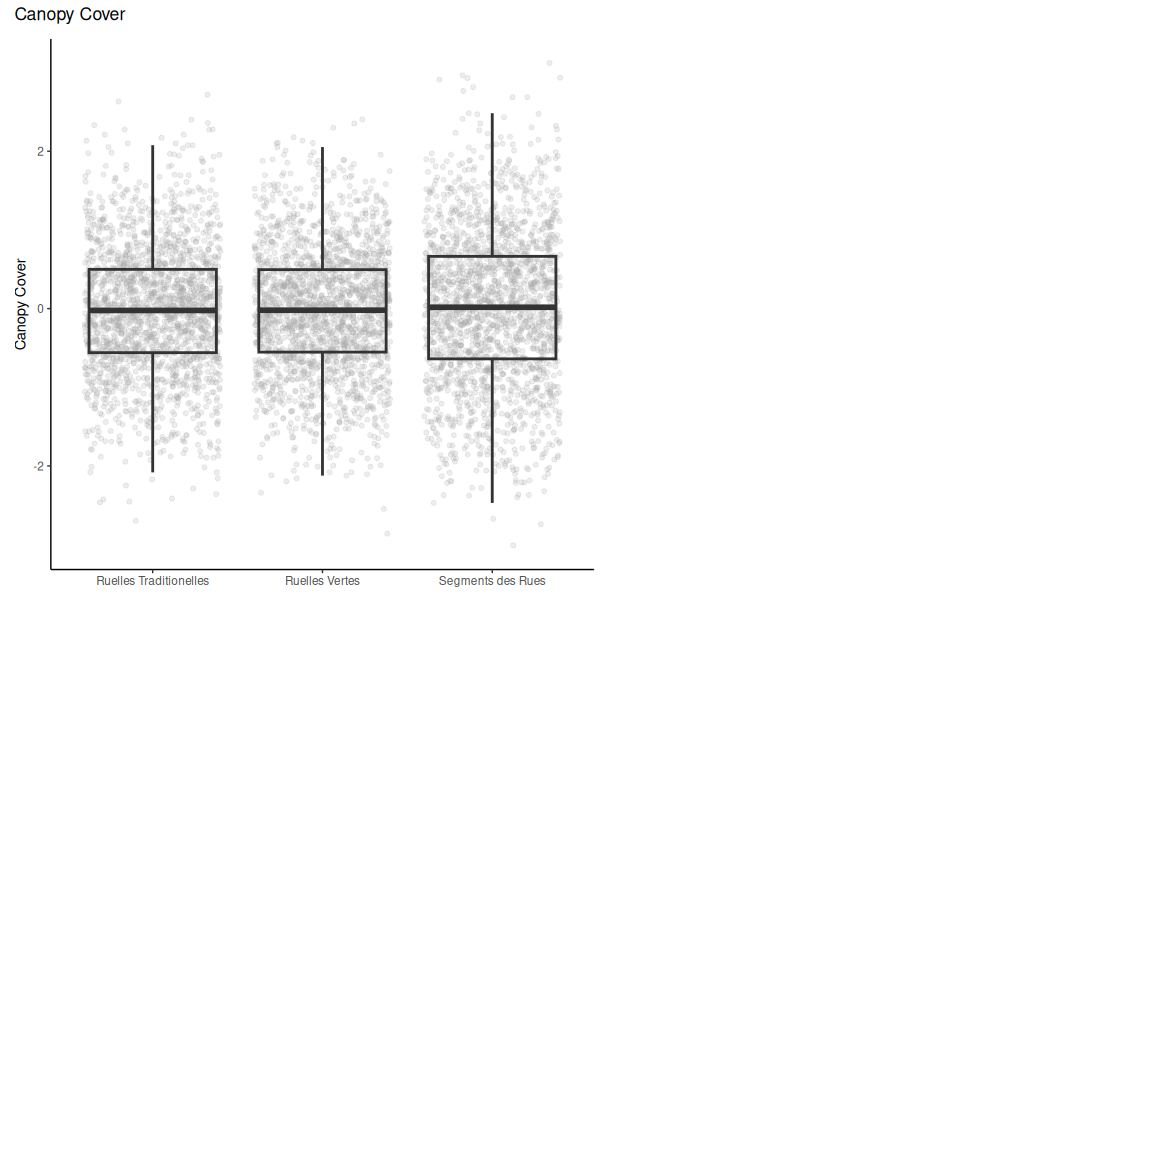 Canopy Cover
Canopy Cover
2
0
-2
Ruelles Traditionelles
Ruelles Vertes
Segments des Rues